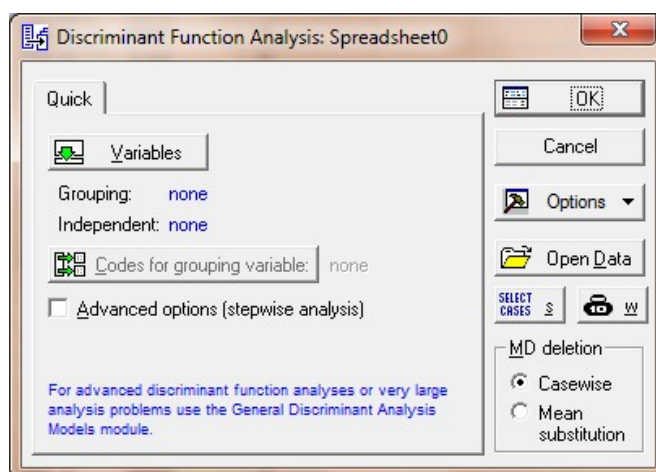 Discriminant Function Analysis: Spreadsheet0
Quick
Variables
Grouping: none
Independent: none
Codes for grouping variable: none
Advanced options (stepwise analysis)
For advanced discriminant function analyses or very large
analysis problems use the General Discriminant Analysis
Models module.
OK
Cancel
Options
Open Data
SELECT
CASES S
W
MD deletion
Casewise
Mean
substitution